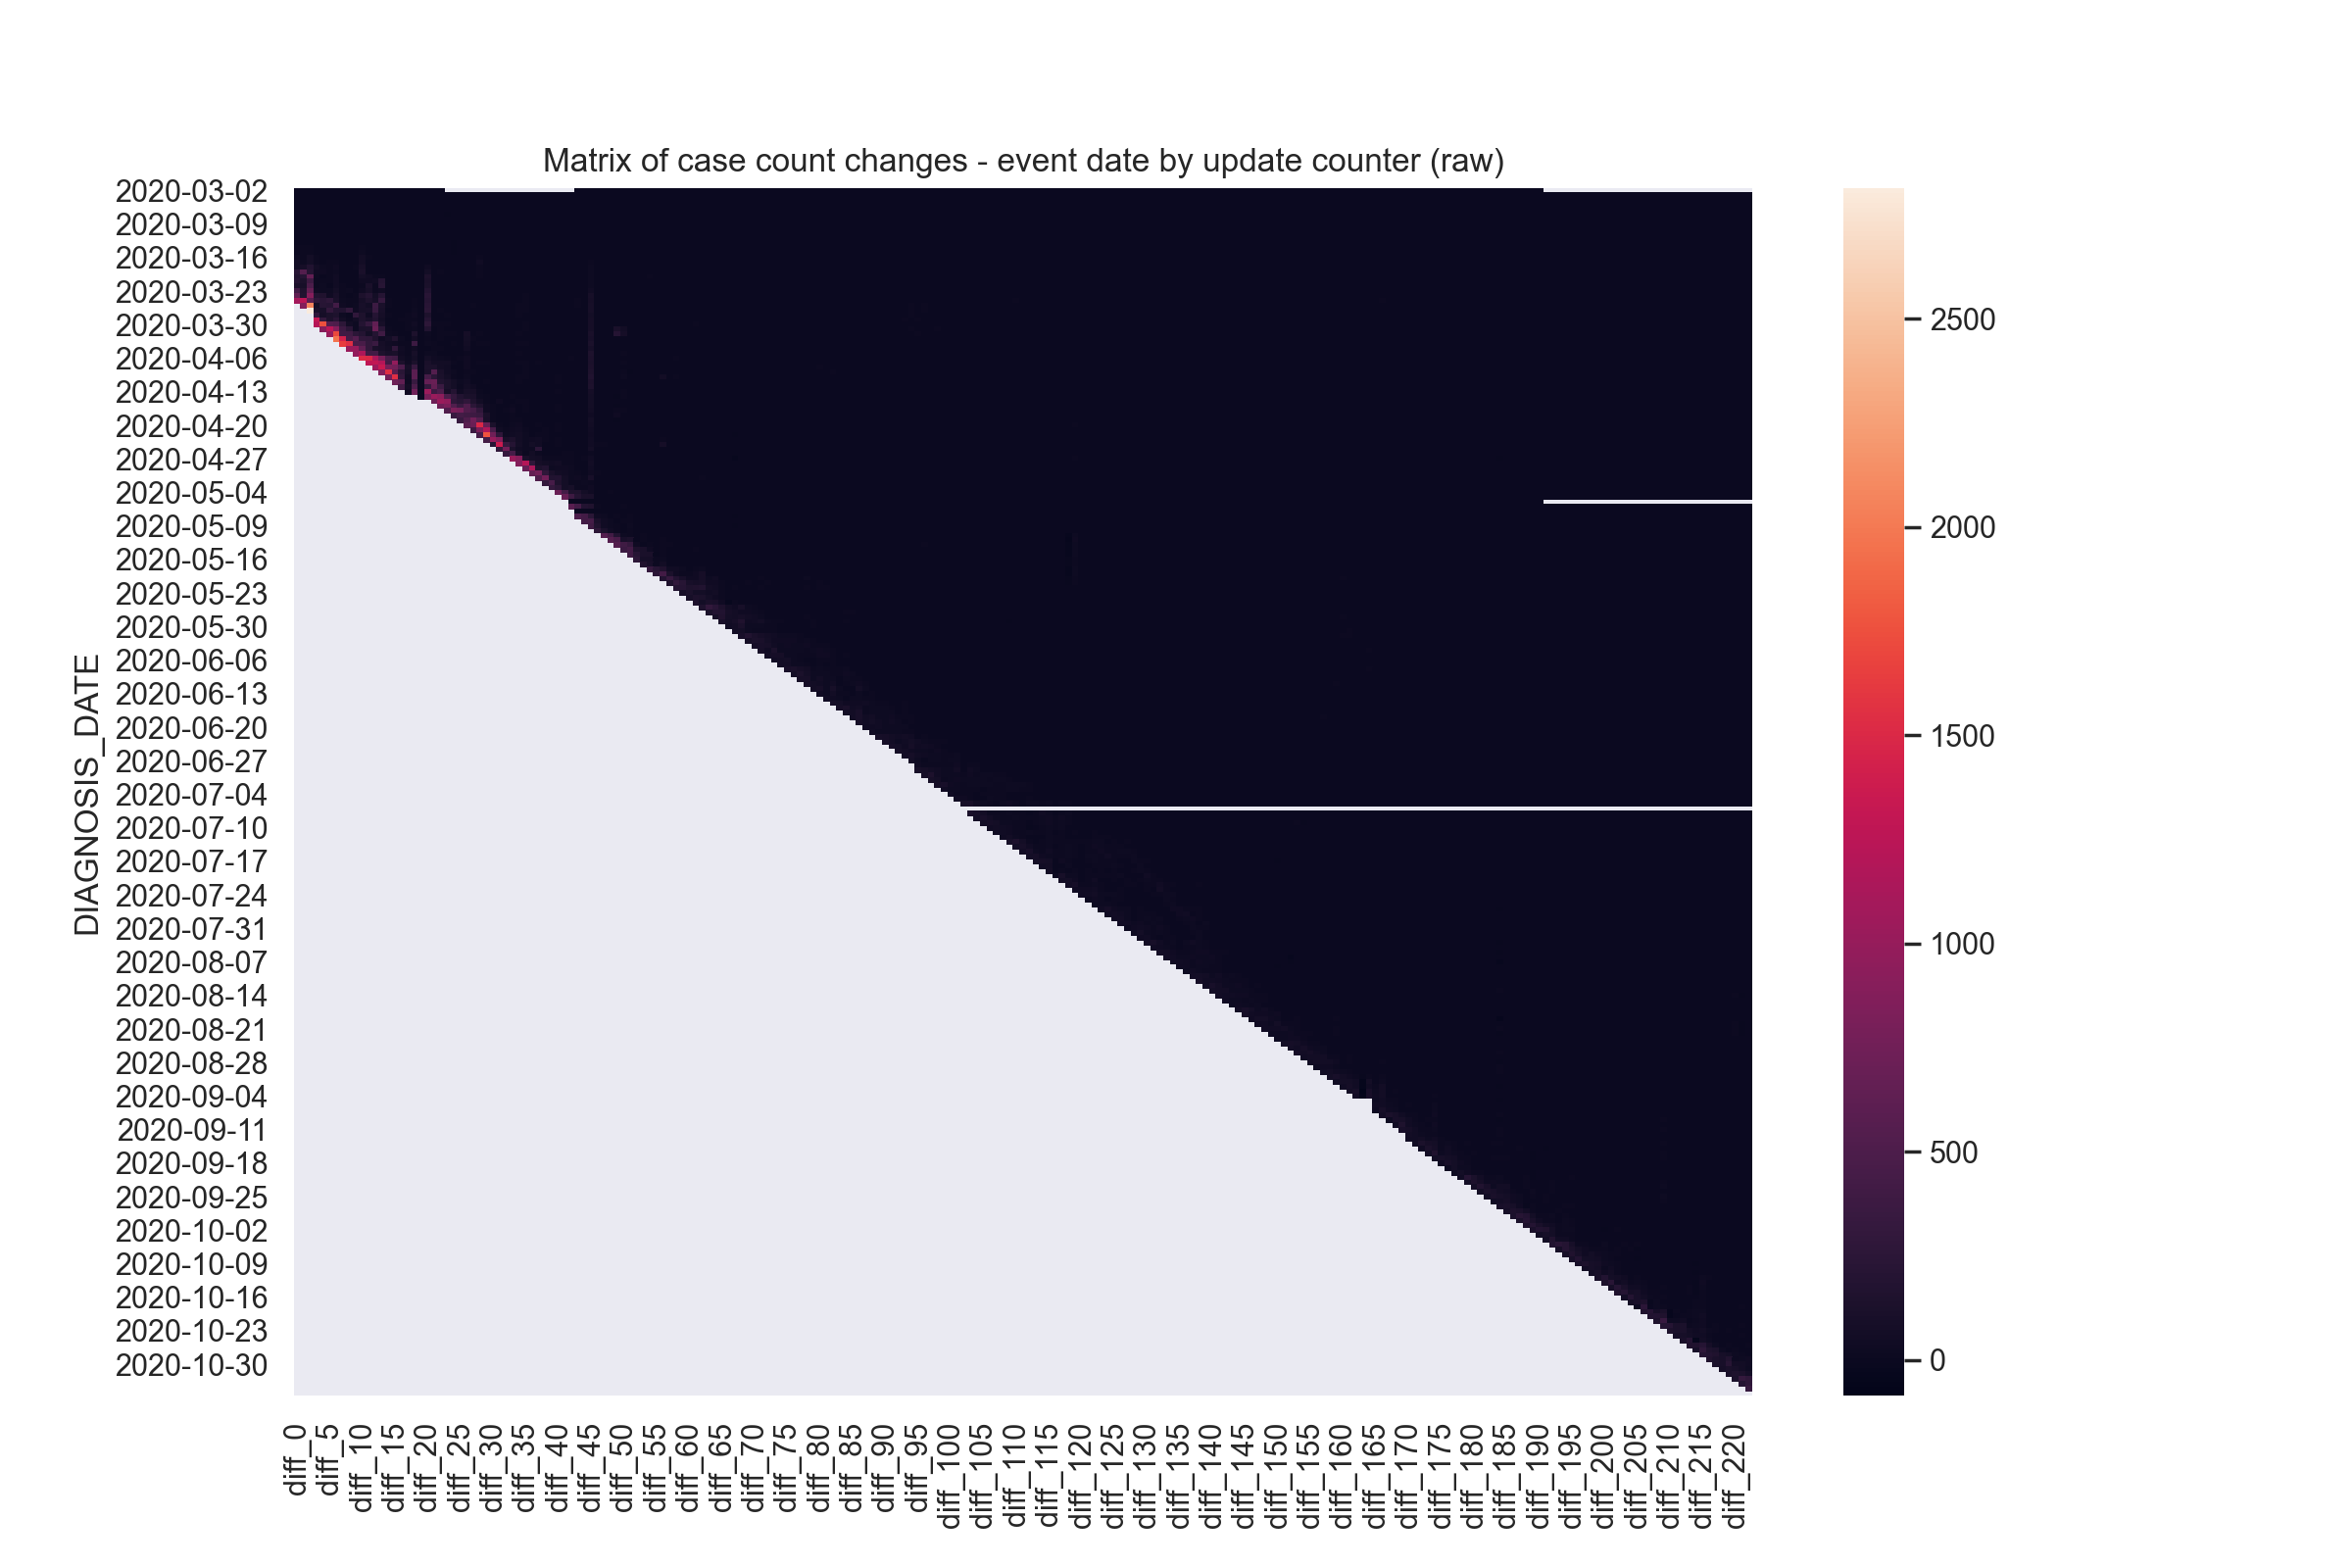 Matrix of case count changes - event date by update counter (raw)
DIAGNOSIS_DATE
2020-03-02
2020-03-09
2020-03-16
2020-03-23
2020-03-30
2020-04-06
2020-04-13
2020-04-20
2020-04-27
2020-05-04
2020-05-09
2020-05-16
2020-05-23
2020-05-30
2020-06-06
2020-06-13
2020-06-20
2020-06-27
2020-07-04
2020-07-10
2020-07-17
2020-07-24
2020-07-31
2020-08-07
2020-08-14
2020-08-21
2020-08-28
2020-09-04
2020-09-11
2020-09-18
2020-09-25
2020-10-02
2020-10-09
2020-10-16
2020-10-23
2020-10-30
diff_0
diff_5
diff_10
diff_15
diff_20
diff_25
diff_30
diff_35
diff_40
diff_45
diff_50
diff_55
diff_60
diff_65
diff_70
diff_75
diff_80
diff_85
diff_90
diff_95
diff_100
diff_105
diff_110
diff_115
diff_120
diff_125
diff_130
diff_135
diff_140
diff_145
diff_150
diff_155
diff_160
diff_165
diff_170
diff_175
diff_180
diff_185
diff_190
diff_195
diff_200
diff_205
diff_210
diff_215
diff_220
2500
2000
1500
1000
500
0